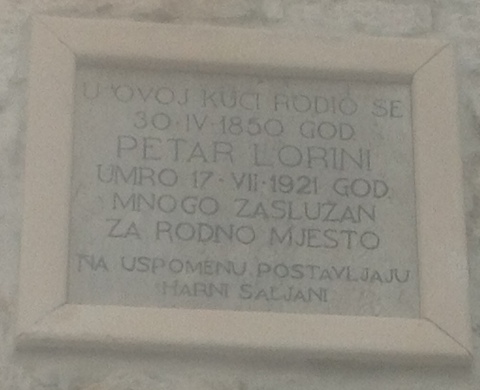 U OVOJ KUĆI RODIO SE
30·IV·1850 GOD
PETAR LORINI
UMRO 17·VII·1921 GOD
MNOGO ZASLUŽAN
ZA RODNO MJESTO
NA USPOMENU POSTAVLJAJU
HARNI SALJANI